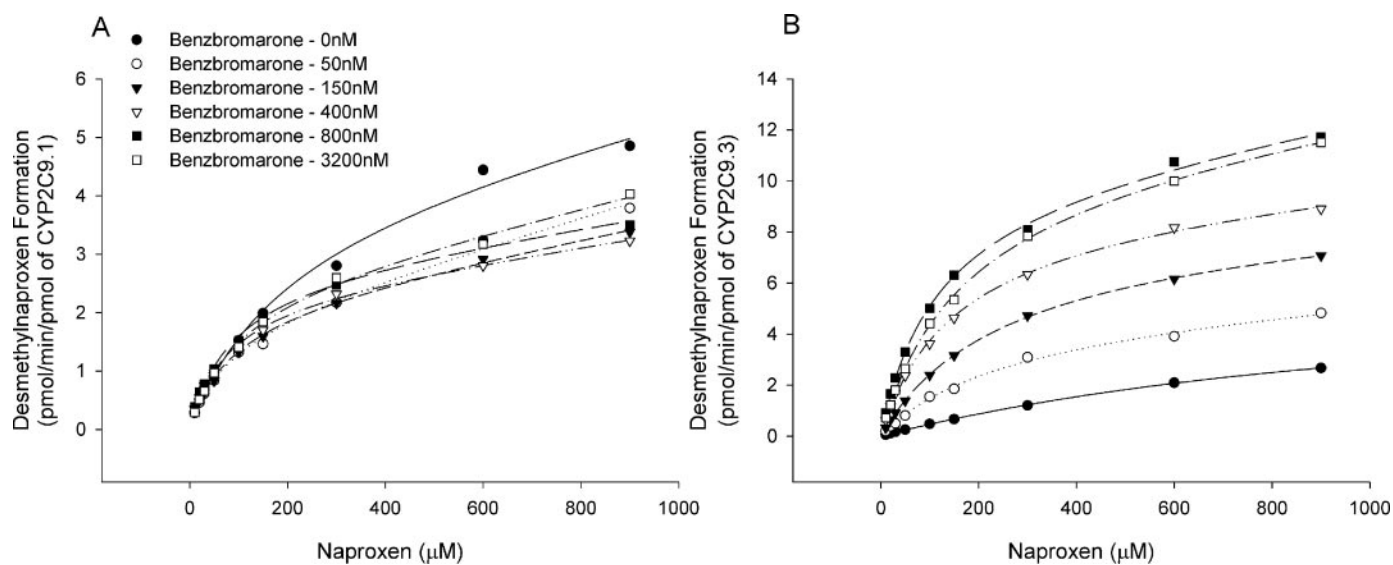 A
Benzbromarone - 0nM
Benzbromarone - 50nM
Benzbromarone - 150nM
Benzbromarone - 400nM
Benzbromarone - 800nM
Benzbromarone - 3200nM
Desmethylnaproxen Formation
(pmol/min/pmol of CYP2C9.1)
6
5
4
3
2
1
0
0 200 400 600 800 1000
Naproxen (μM)
B
Desmethylnaproxen Formation
(pmol/min/pmol of CYP2C9.3)
14
12
10
8
6
4
2
0
0 200 400 600 800 1000
Naproxen (μM)